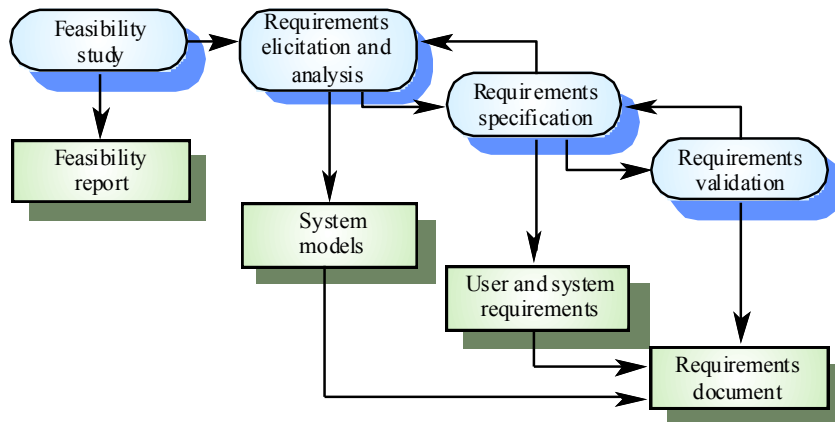 Feasibility
study
Requirements
elicitation and
analysis
Requirements
specification
Requirements
validation
Feasibility
report
System
models
User and system
requirements
Requirements
document